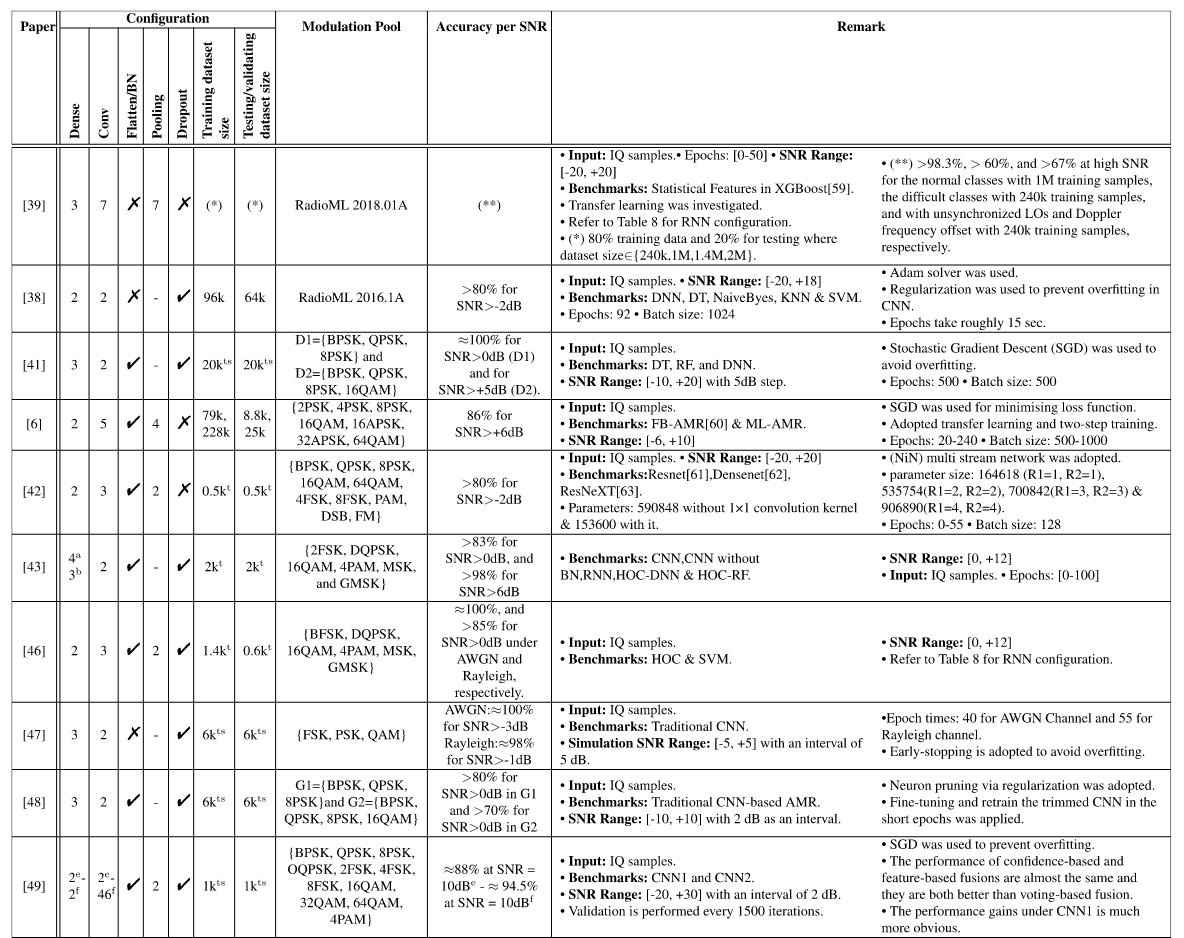 Paper
Configuration
Modulation Pool
Accuracy per SNR
Remark
Dense
Conv
Flatten/BN
Pooling
Dropout
Training dataset
size
Testing/validating
dataset size
[39]
3
7
✗
7
✗
(*)
(*)
RadioML 2018.01A
(**)
• Input: IQ samples.• Epochs: [0-50] • SNR Range:
[-20, +20]
• Benchmarks: Statistical Features in XGBoost[59].
• Transfer learning was investigated.
• Refer to Table 8 for RNN configuration.
• (*) 80% training data and 20% for testing where
dataset size∈{240k,1M,1.4M,2M}.
• (**) >98.3%, > 60%, and >67% at high SNR
for the normal classes with 1M training samples,
the difficult classes with 240k training samples,
and with unsynchronized LOs and Doppler
frequency offset with 240k training samples,
respectively.
[38]
2
2
✗
-
✔
96k
64k
RadioML 2016.1A
>80% for
SNR>-2dB
• Input: IQ samples. • SNR Range: [-20, +18]
• Benchmarks: DNN, DT, NaiveByes, KNN & SVM.
• Epochs: 92 • Batch size: 1024
• Adam solver was used.
• Regularization was used to prevent overfitting in
CNN.
• Epochs take roughly 15 sec.
[41]
3
2
✔
-
✔
20kts
20kts
D1={BPSK, QPSK,
8PSK} and
D2={BPSK, QPSK,
8PSK, 16QAM}
≈100% for
SNR>0dB (D1)
and for
SNR>+5dB (D2).
• Input: IQ samples.
• Benchmarks: DT, RF, and DNN.
• SNR Range: [-10, +20] with 5dB step.
• Stochastic Gradient Descent (SGD) was used to
avoid overfitting.
• Epochs: 500 • Batch size: 500
[6]
2
5
✔
4
✗
79k,
228k
8.8k,
25k
{2PSK, 4PSK, 8PSK,
16QAM, 16APSK,
32APSK, 64QAM}
86% for
SNR>+6dB
• Input: IQ samples.
• Benchmarks: FB-AMR[60] & ML-AMR.
• SNR Range: [-6, +10]
• SGD was used for minimising loss function.
• Adopted transfer learning and two-step training.
• Epochs: 20-240 • Batch size: 500-1000
[42]
2
3
✔
2
✗
0.5kt
0.5kt
{BPSK, QPSK, 8PSK,
16QAM, 64QAM,
4FSK, 8FSK, PAM,
DSB, FM}
>80% for
SNR>-2dB
• Input: IQ samples. • SNR Range: [-20, +20]
• Benchmarks:Resnet[61],Densenet[62],
ResNeXT[63].
• Parameters: 590848 without 1×1 convolution kernel
& 153600 with it.
• (NiN) multi stream network was adopted.
• parameter size: 164618 (R1=1, R2=1),
535754(R1=2, R2=2), 700842(R1=3, R2=3) &
906890(R1=4, R2=4).
• Epochs: 0-55 • Batch size: 128
[43]
4a
3b
2
✔
-
✔
2kt
2kt
{2FSK, DQPSK,
16QAM, 4PAM, MSK,
and GMSK}
>83% for
SNR>0dB, and
>98% for
SNR>6dB
• Benchmarks: CNN,CNN without
BN,RNN,HOC-DNN & HOC-RF.
• SNR Range: [0, +12]
• Input: IQ samples. • Epochs: [0-100]
[46]
2
3
✔
2
✔
1.4kt
0.6kt
{BFSK, DQPSK,
16QAM, 4PAM, MSK,
GMSK}
≈100%, and
>85% for
SNR>0dB under
AWGN and
Rayleigh,
respectively.
• Input: IQ samples.
• Benchmarks: HOC & SVM.
• SNR Range: [0, +12]
• Refer to Table 8 for RNN configuration.
[47]
3
2
✗
-
✔
6kts
6kts
{FSK, PSK, QAM}
AWGN:≈100%
for SNR>-3dB
Rayleigh:≈98%
for SNR>-1dB
• Input: IQ samples.
• Benchmarks: Traditional CNN.
• Simulation SNR Range: [-5, +5] with an interval of
5 dB.
•Epoch times: 40 for AWGN Channel and 55 for
Rayleigh channel.
• Early-stopping is adopted to avoid overfitting.
[48]
3
2
✔
-
✔
6kts
6kts
G1={BPSK, QPSK,
8PSK}and G2={BPSK,
QPSK, 8PSK, 16QAM}
>80% for
SNR>0dB in G1
and >70% for
SNR>0dB in G2
• Input: IQ samples.
• Benchmarks: Traditional CNN-based AMR.
• SNR Range: [-10, +10] with 2 dB as an interval.
• Neuron pruning via regularization was adopted.
• Fine-tuning and retrain the trimmed CNN in the
short epochs was applied.
[49]
2e-
2f
2e-
46f
✔
2
✔
1kts
1kts
{BPSK, QPSK, 8PSK,
OQPSK, 2FSK, 4FSK,
8FSK, 16QAM,
32QAM, 64QAM,
4PAM}
≈88% at SNR =
10dBe - ≈ 94.5%
at SNR = 10dBf
• Input: IQ samples.
• Benchmarks: CNN1 and CNN2.
• SNR Range: [-20, +30] with an interval of 2 dB.
• Validation is performed every 1500 iterations.
• SGD was used to prevent overfitting.
• The performance of confidence-based and
feature-based fusions are almost the same and
they are both better than voting-based fusion.
• The performance gains under CNN1 is much
more obvious.